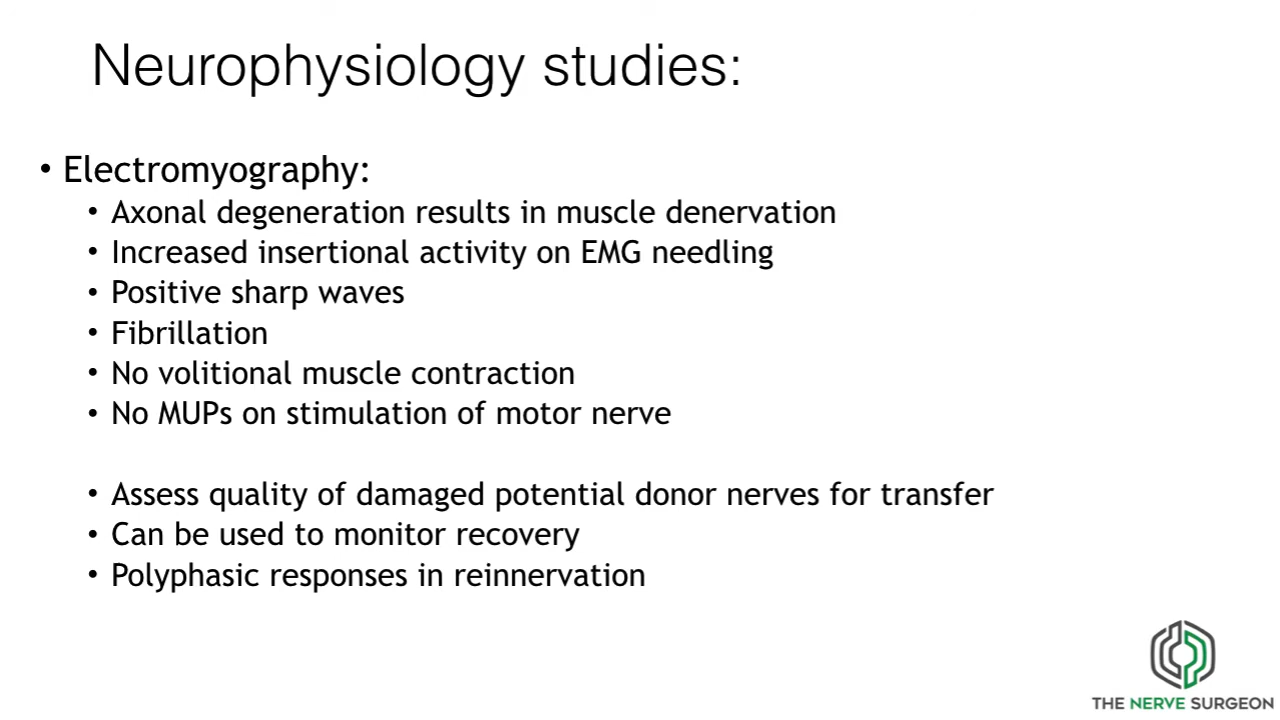 Neurophysiology studies:
• Electromyography:
• Axonal degeneration results in muscle denervation
• Increased insertional activity on EMG needling
• Positive sharp waves
• Fibrillation
• No volitional muscle contraction
• No MUPs on stimulation of motor nerve
• Assess quality of damaged potential donor nerves for transfer
• Can be used to monitor recovery
• Polyphasic responses in reinnervation
THE NERVE SURGEON